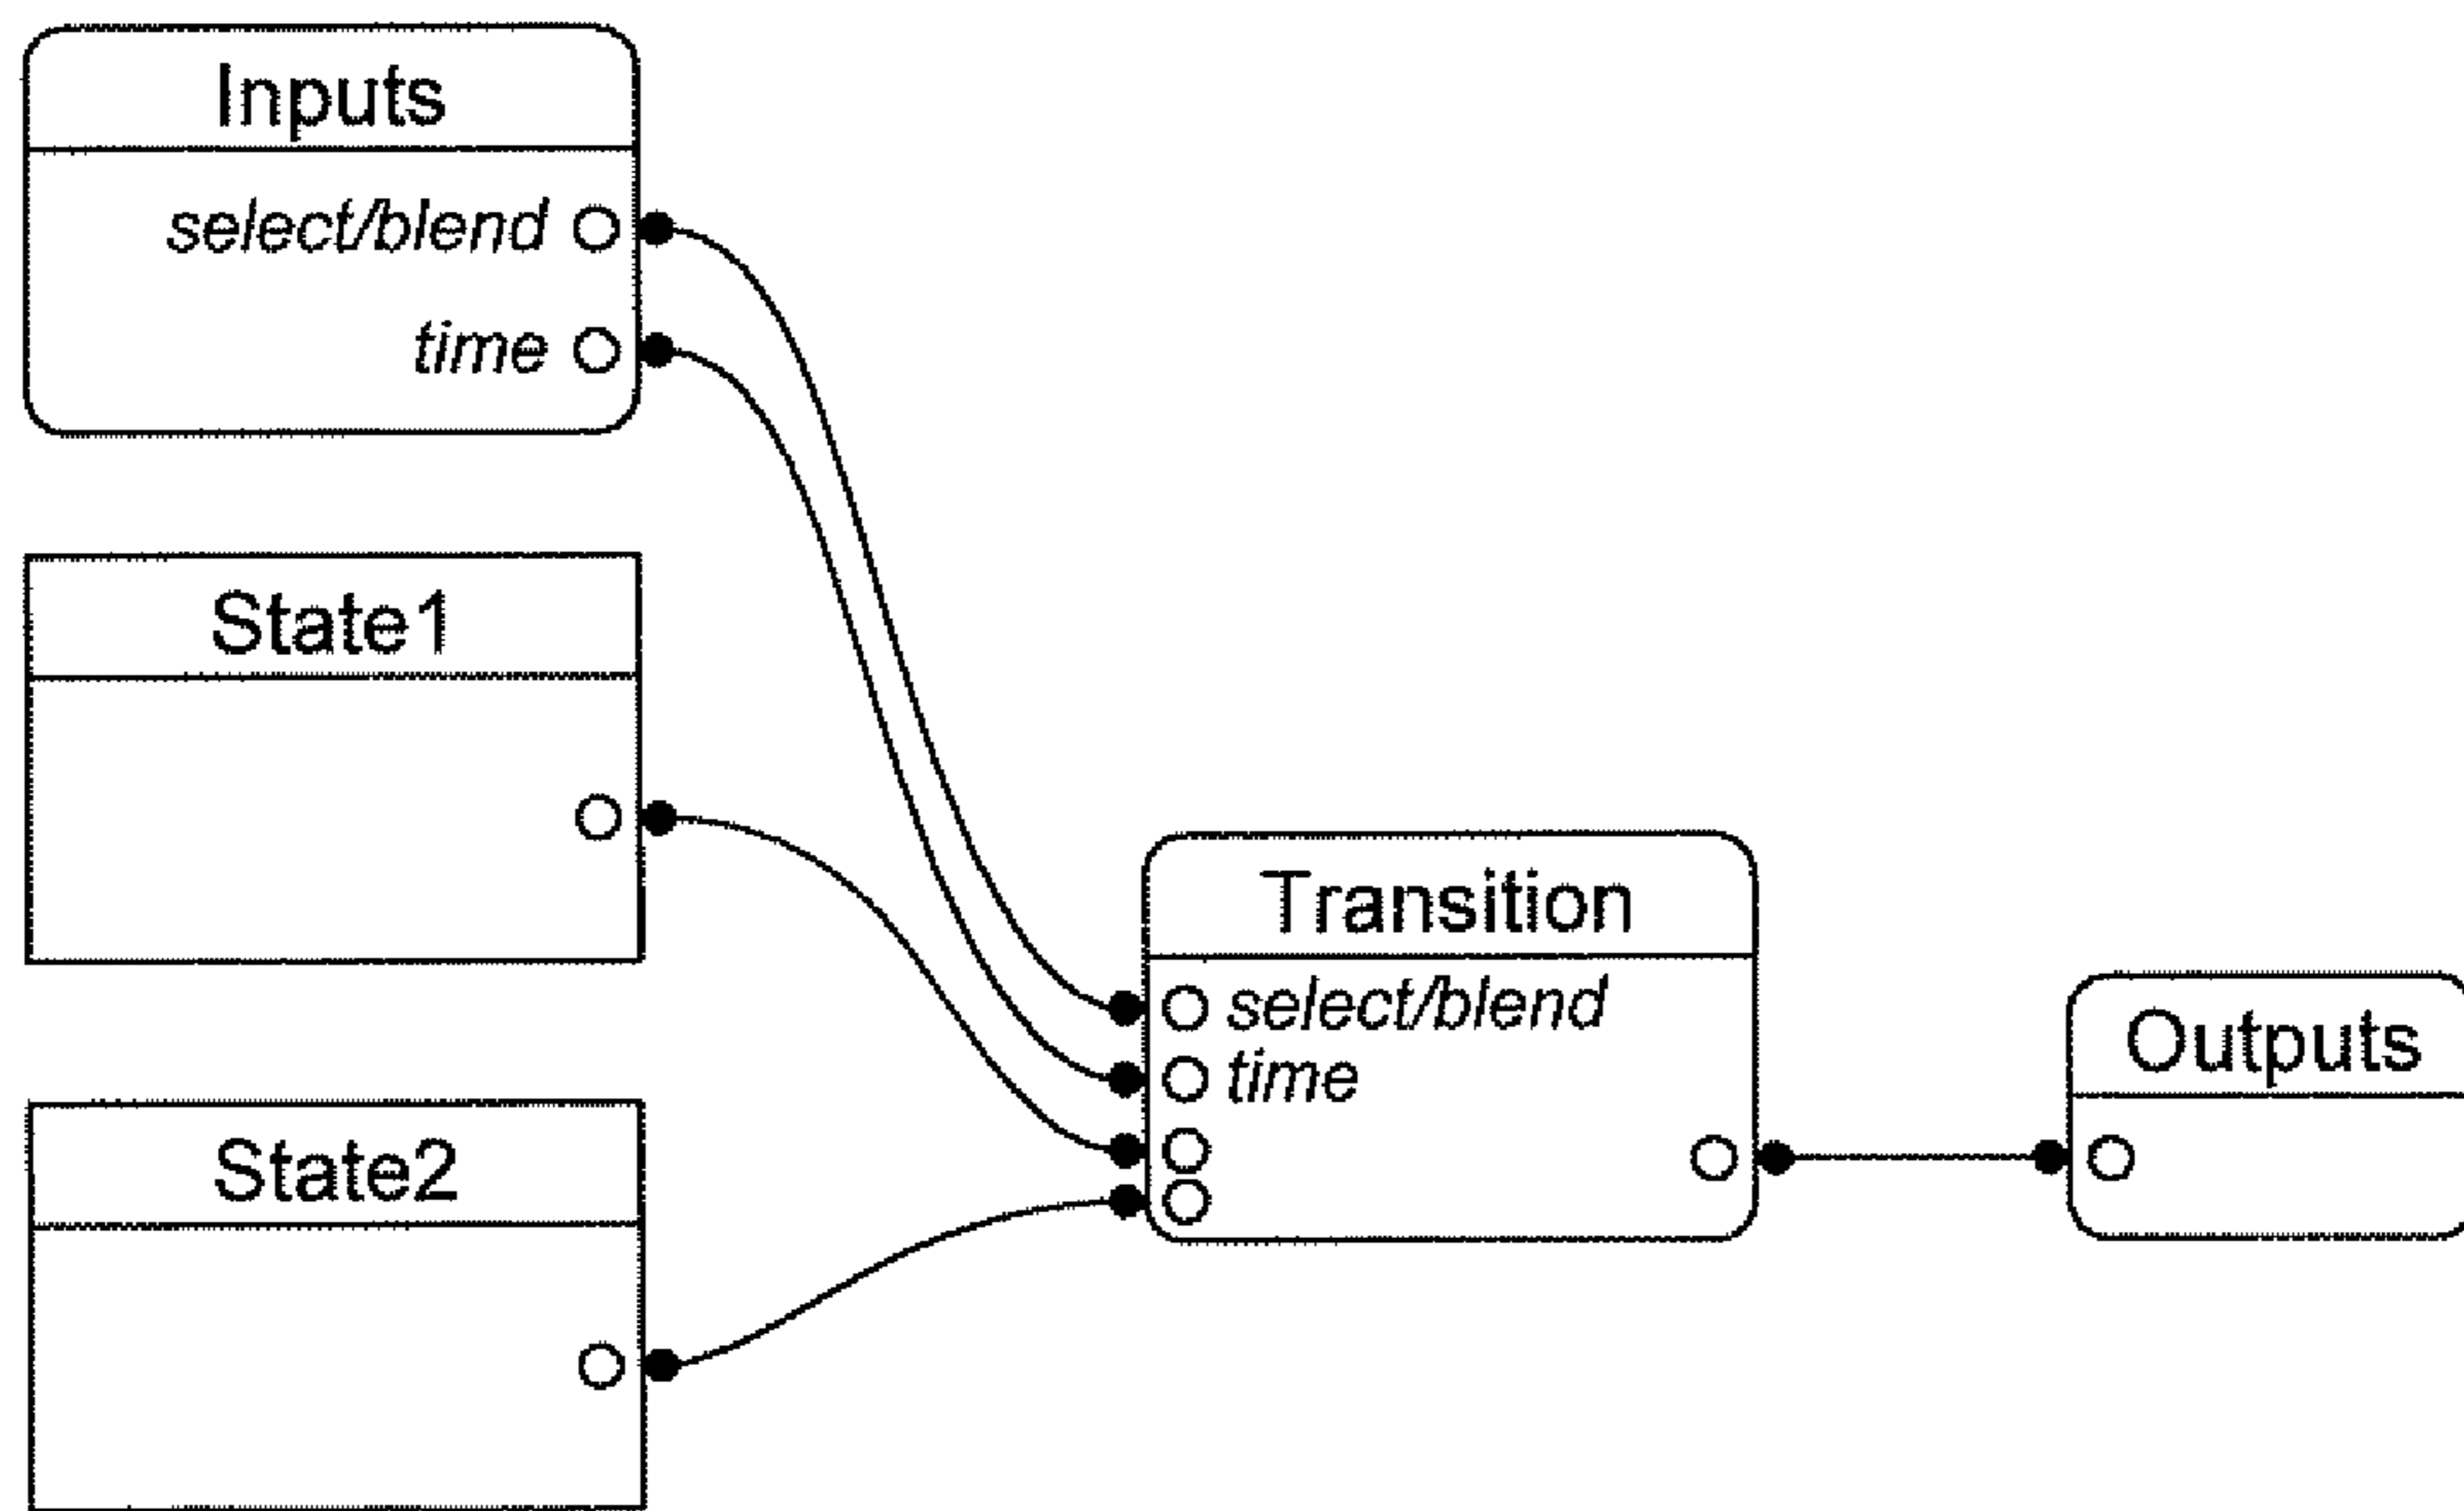 Inputs
select/blend
time
State1
State2
Transition
select/blend
time
Outputs